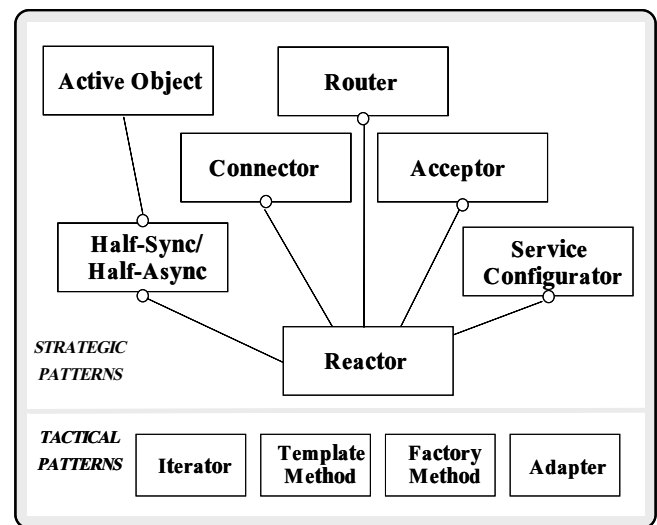 Active Object
Router
Connector
Acceptor
Half-Sync/
Half-Async
Service
Configurator
Reactor
STRATEGIC
PATTERNS
TACTICAL
PATTERNS
Iterator
Template
Method
Factory
Method
Adapter